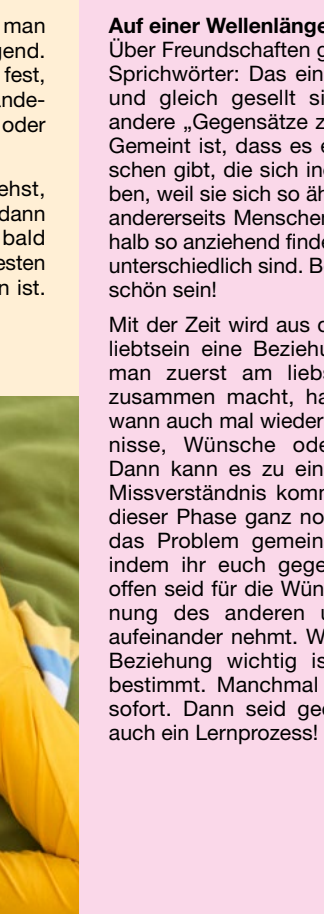 man
gend.
fest,
ände-
oder
ehst,
dann
bald
esten
n ist.
Auf einer Wellenlänge
Über Freundschaften g
Sprichwörter: Das ein
und gleich gesellt si
andere „Gegensätze z
Gemeint ist, dass es e
schen gibt, die sich in
ben, weil sie sich so äh
andererseits Menschen
halb so anziehend finde
unterschiedlich sind. B
schön sein!
Mit der Zeit wird aus d
liebtsein eine Beziehu
man zuerst am liebs
zusammen macht, ha
wann auch mal wieder
nisse, Wünsche ode
Dann kann es zu ein
Missverständnis komm
dieser Phase ganz no
das Problem gemein
indem ihr euch gege
offen seid für die Wün
nung des anderen u
aufeinander nehmt. W
Beziehung wichtig is
bestimmt. Manchmal
sofort. Dann seid ged
auch ein Lernprozess!